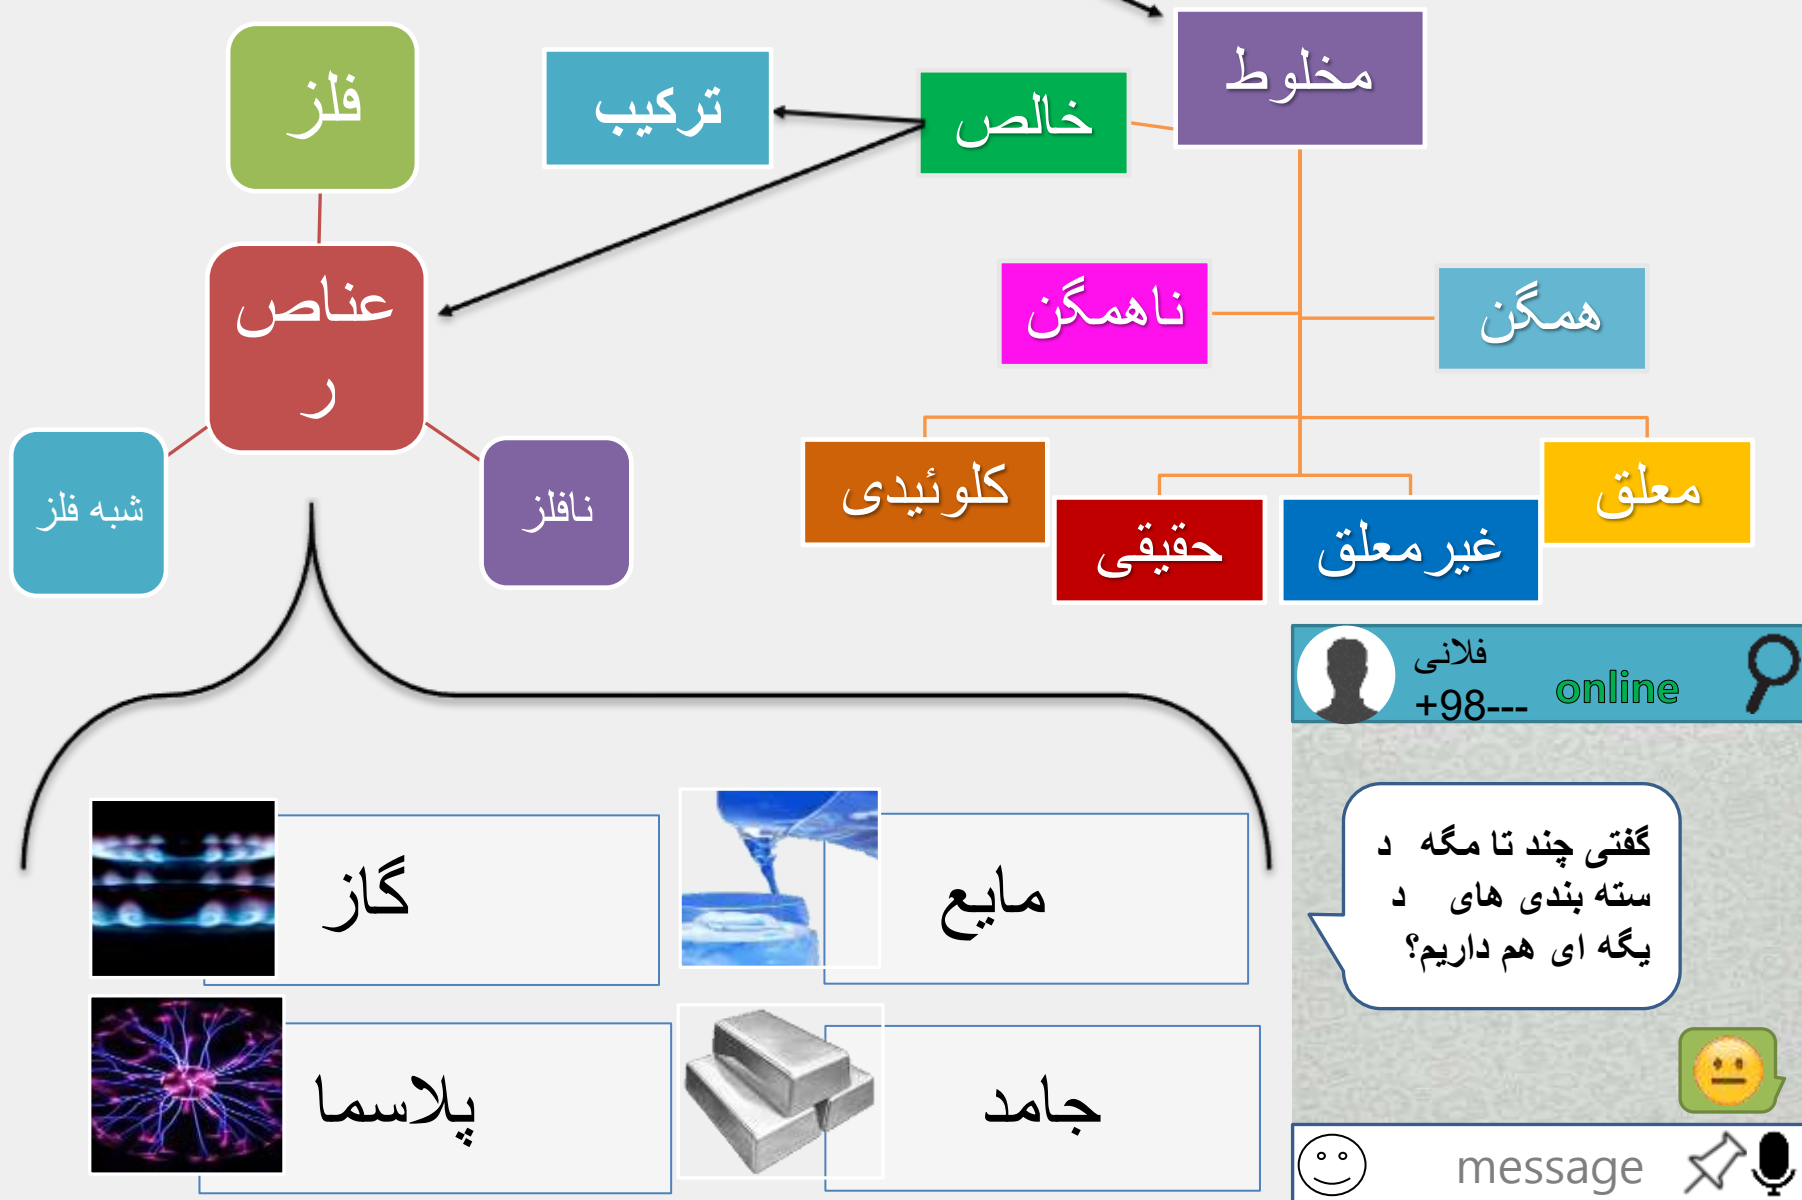 مخلوط
خالص
ترکیب
فلز
عناص
ر
ناهمگن
همگن
شبه فلز
نافلز
کلوئیدی
حقیقی
غیر معلق
معلق
فلانی
+98---
online
گفتی چند تا مگه د
سته بندی های د
یگه ای هم داریم؟
مایع
گاز
جامد
پلاسما
message